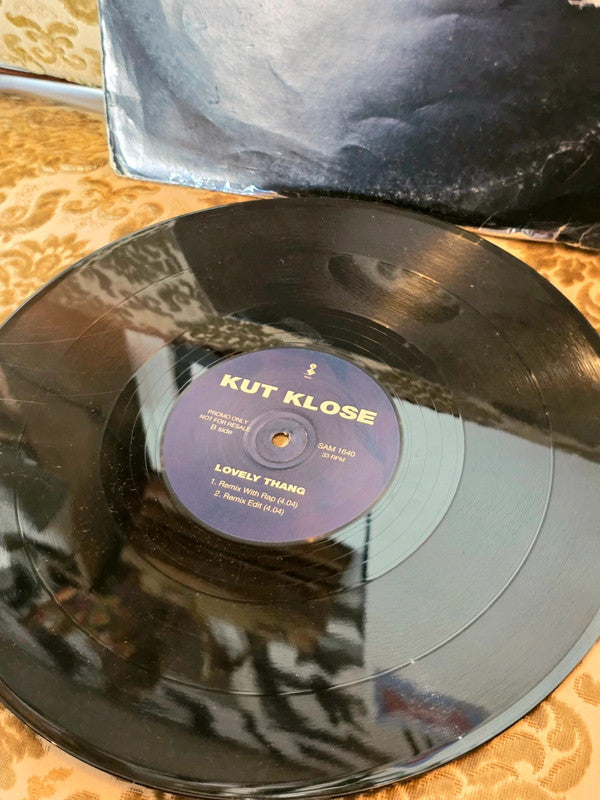 KUT KLOSE
PROMO ONLY
NOT FOR RESALE
B side
SAM 1640
33 RPM
LOVELY THANG
1. Remix With Rap (4.04)
2. Remix Edit (4.04)